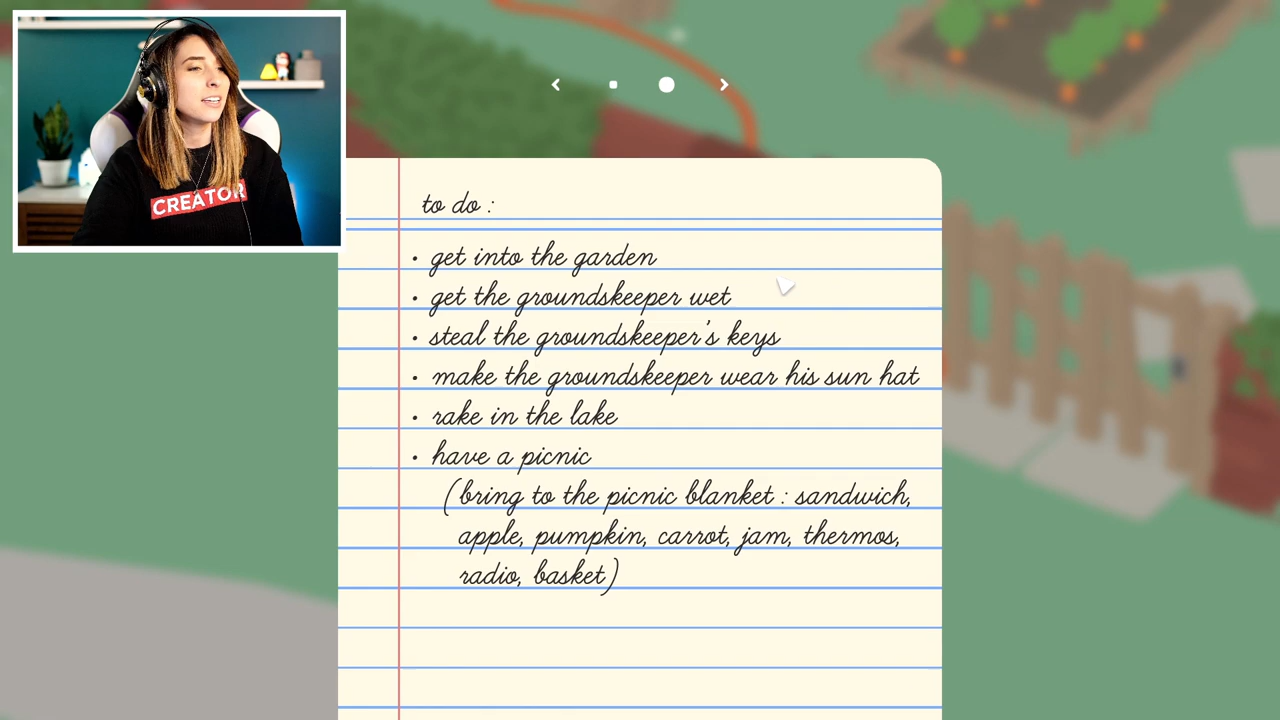 CREATOR
to do :
• get into the garden
• get the groundskeeper wet
• steal the groundskeeper's keys
• make the groundskeeper wear his sun hat
• rake in the lake
• have a picnic
(bring to the picnic blanket : sandwich,
apple, pumpkin, carrot, jam, thermos,
radio, basket)